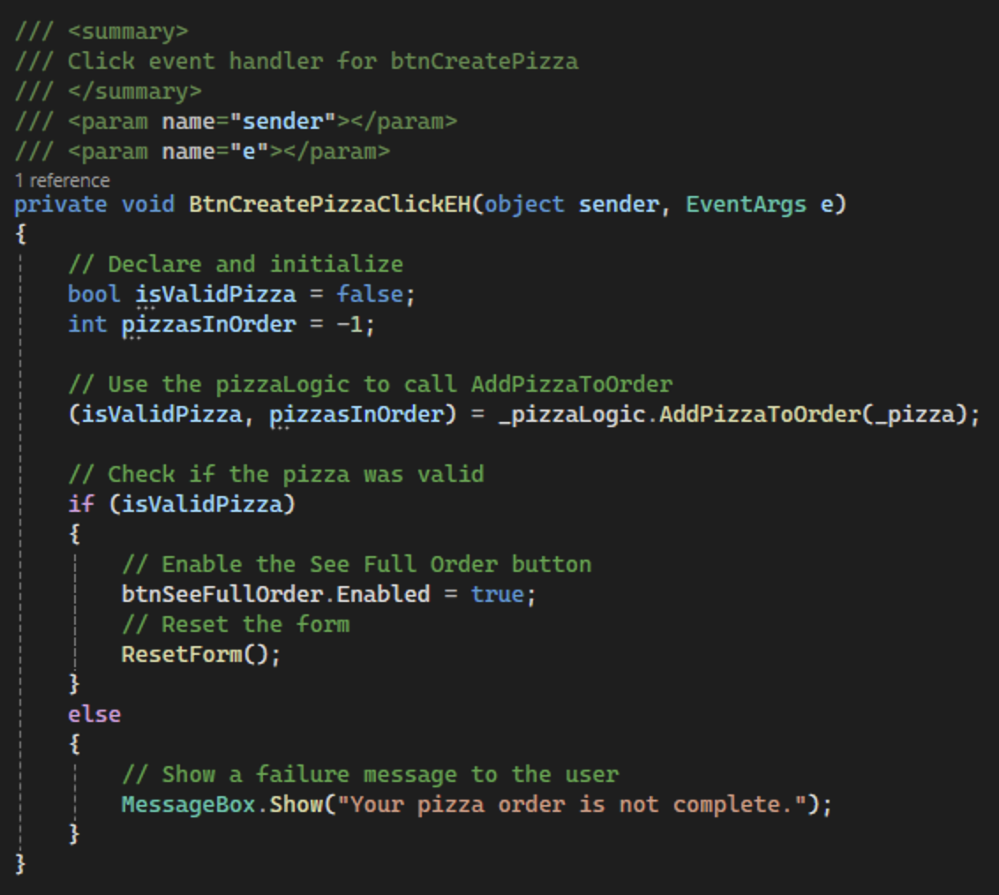 /// <summary>
/// Click event handler for btnCreatePizza
/// </summary>
/// <param name="sender"></param>
/// <param name="e"></param>
1 reference
private void BtnCreatePizzaClickEH(object sender, EventArgs e)
{
    // Declare and initialize
    bool isValidPizza = false;
    int pizzasInOrder = -1;

    // Use the pizzaLogic to call AddPizzaToOrder
    (isValidPizza, pizzasInOrder) = _pizzaLogic.AddPizzaToOrder(_pizza);

    // Check if the pizza was valid
    if (isValidPizza)
    {
        // Enable the See Full Order button
        btnSeeFullOrder.Enabled = true;
        // Reset the form
        ResetForm();
    }
    else
    {
        // Show a failure message to the user
        MessageBox.Show("Your pizza order is not complete.");
    }
}